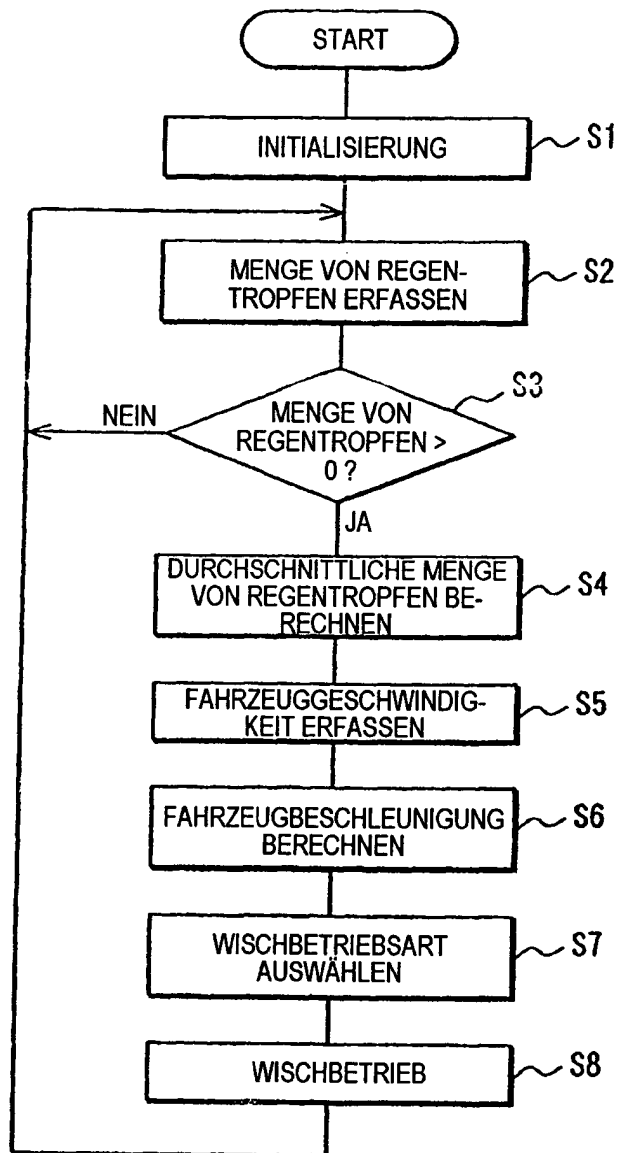 START
INITIALISIERUNG
S1
MENGE VON REGEN-
TROPFEN ERFASSEN
S2
S3
MENGE VON
REGENTROPFEN >
0 ?
NEIN
JA
DURCHSCHNITTLICHE MENGE
VON REGENTROPFEN BE-
RECHNEN
S4
FAHRZEUGGESCHWINDIG-
KEIT ERFASSEN
S5
FAHRZEUGBESCHLEUNIGUNG
BERECHNEN
S6
WISCHBETRIEBSART
AUSWÄHLEN
S7
WISCHBETRIEB
S8